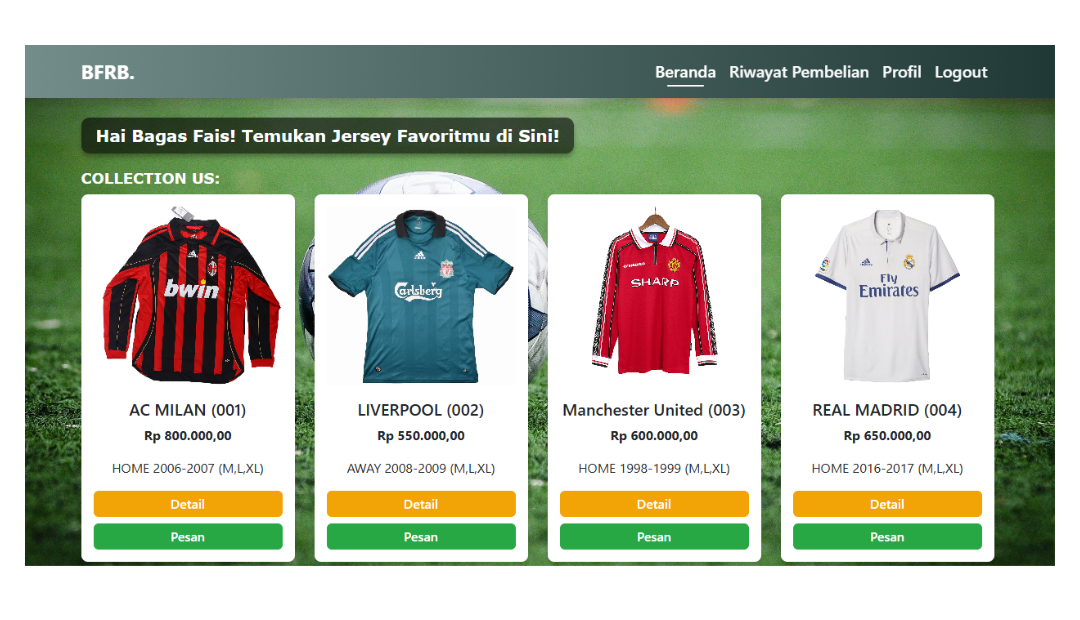 BFRB.
Beranda Riwayat Pembelian Profil Logout
Hai Bagas Fais! Temukan Jersey Favoritmu di Sini!
COLLECTION US:
bwin
Carlsberg
SHARP
Fly
Emirates
AC MILAN (001)
Rp 800.000,00
HOME 2006-2007 (M,L,XL)
Detail
Pesan
LIVERPOOL (002)
Rp 550.000,00
AWAY 2008-2009 (M,L,XL)
Detail
Pesan
Manchester United (003)
Rp 600.000,00
HOME 1998-1999 (M,L,XL)
Detail
Pesan
REAL MADRID (004)
Rp 650.000,00
HOME 2016-2017 (M,L,XL)
Detail
Pesan